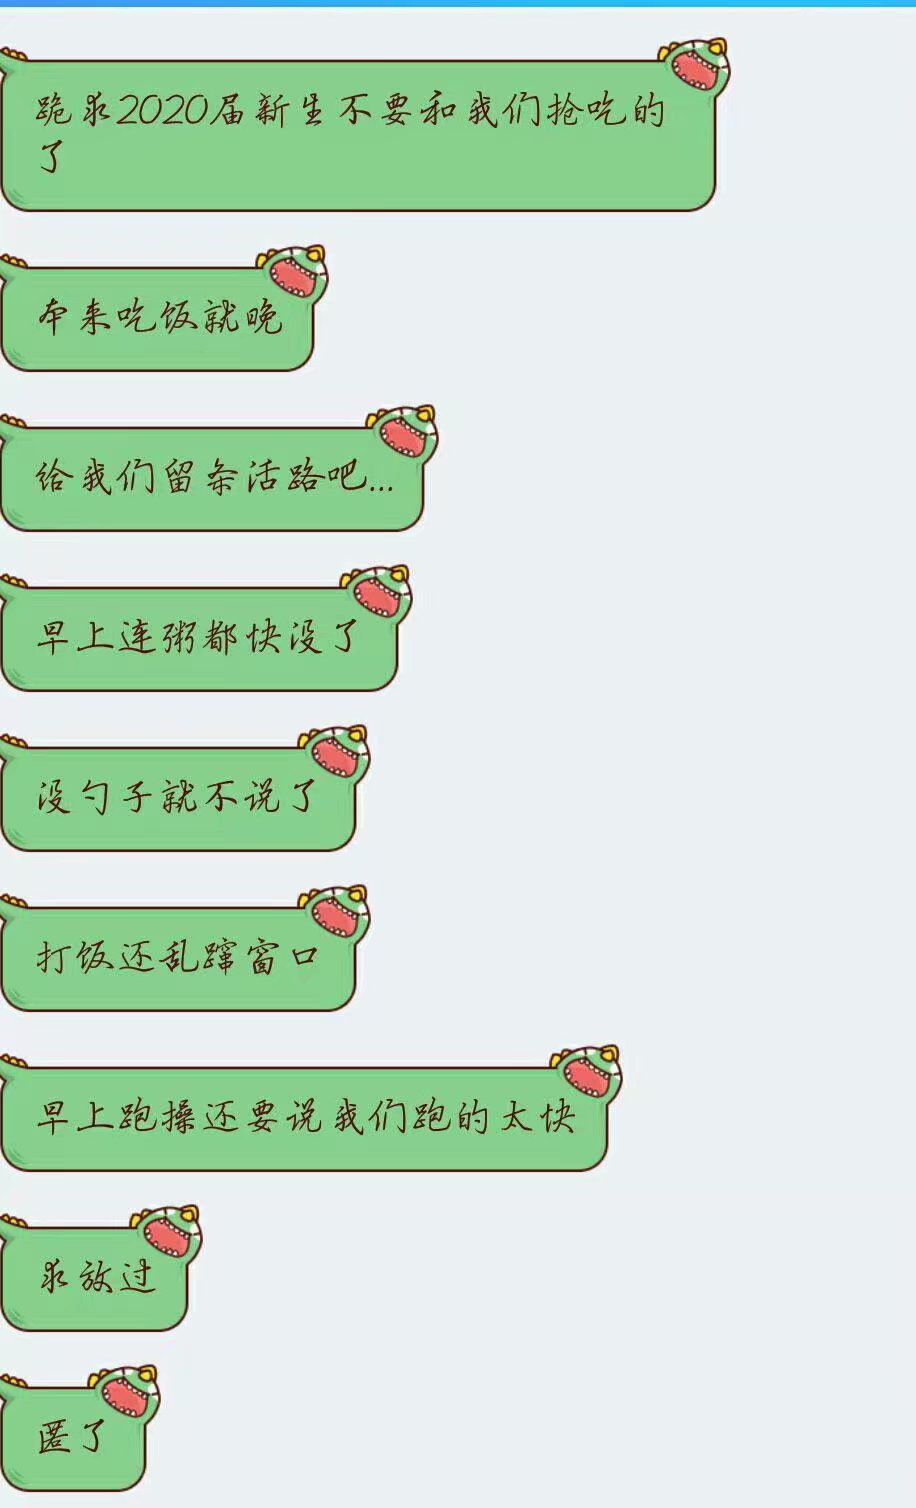 跪求2020届新生不要和我们抢吃的
了
本来吃饭就晚
给我们留条活路吧...
早上连粥都快没了
没勺子就不说了
打饭还乱蹿窗口
早上跑操还要说我们跑的太快
求放过
匿了